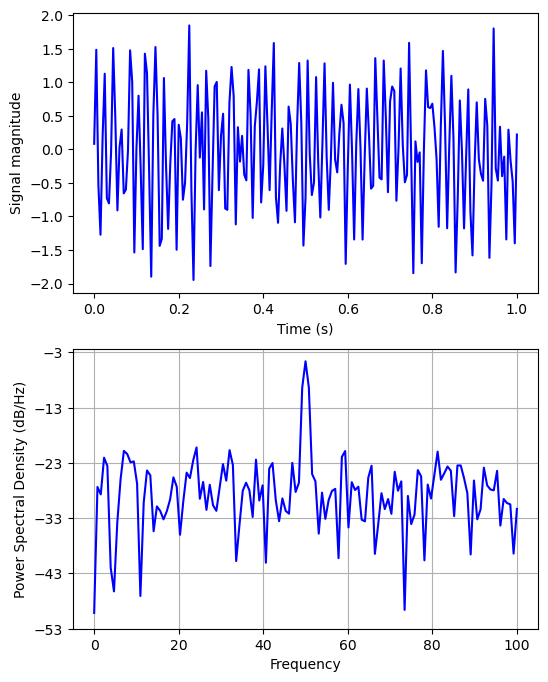 2.0
1.5
1.0
0.5
0.0
−0.5
−1.0
−1.5
−2.0
Signal magnitude
0.0 0.2 0.4 0.6 0.8 1.0
Time (s)
−3
−13
−23
−33
−43
−53
Power Spectral Density (dB/Hz)
0 20 40 60 80 100
Frequency